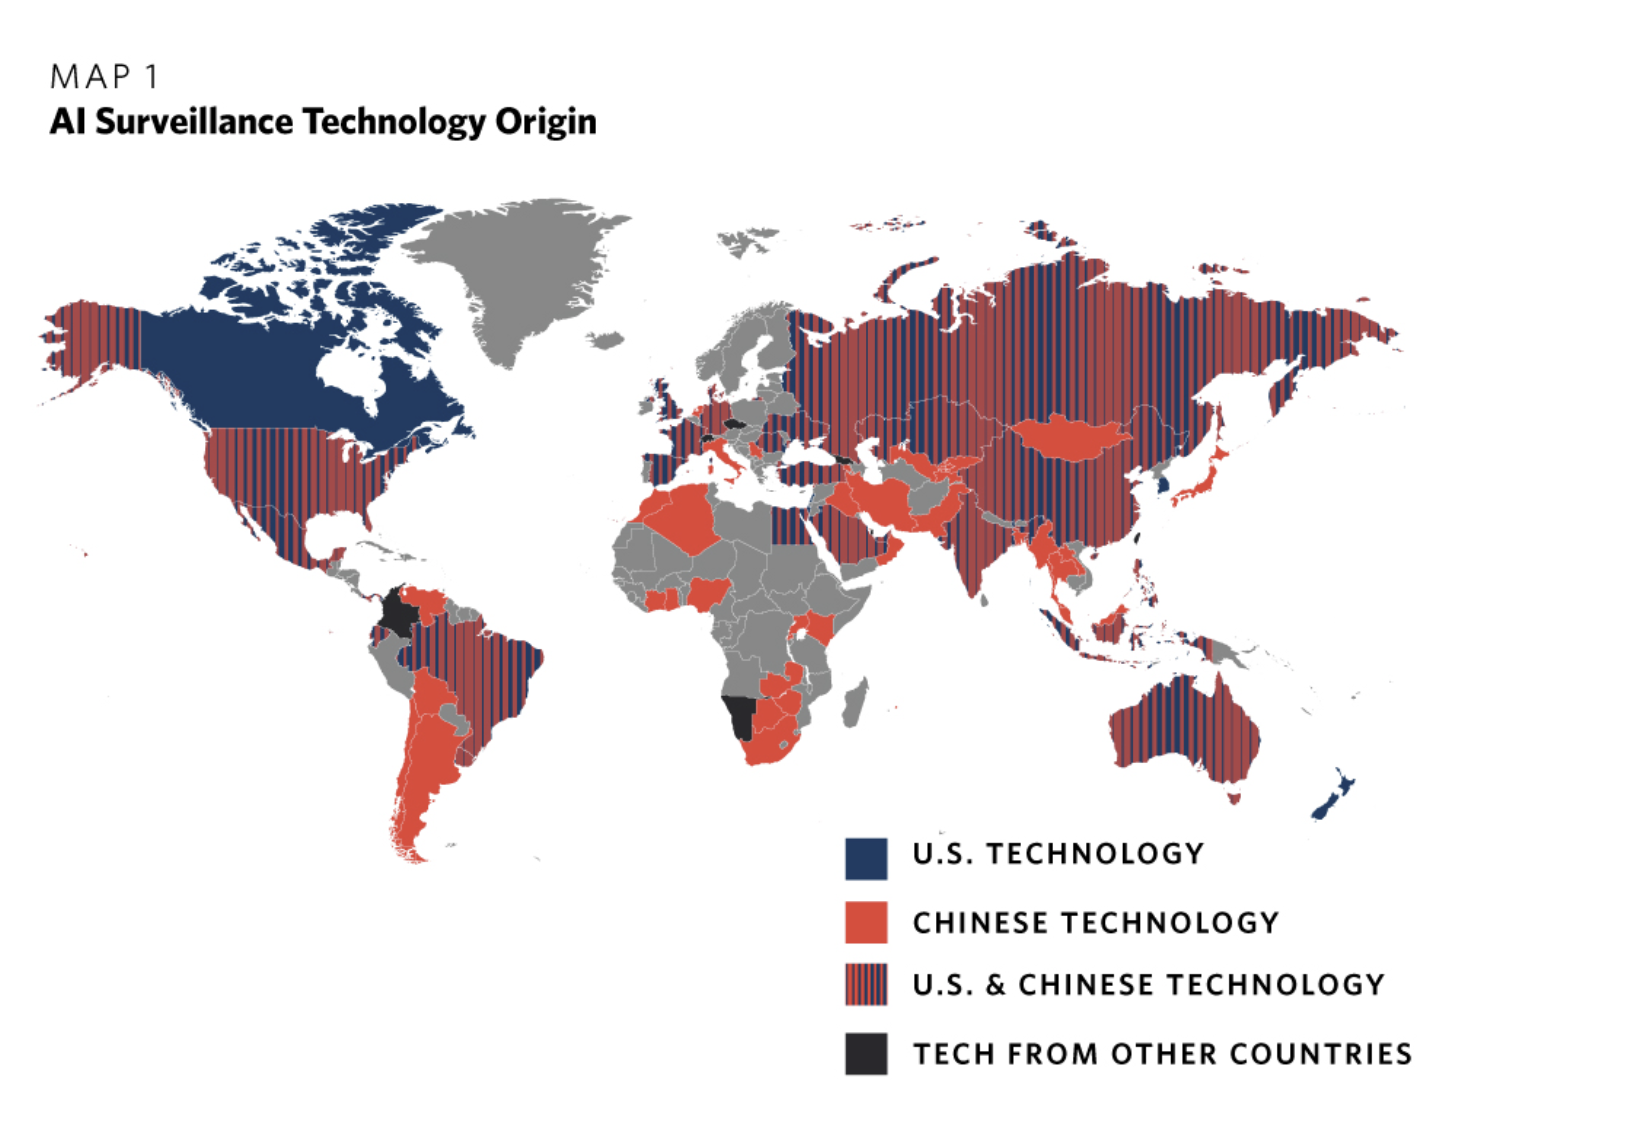 MAP 1
AI Surveillance Technology Origin
U.S. TECHNOLOGY
CHINESE TECHNOLOGY
U.S. & CHINESE TECHNOLOGY
TECH FROM OTHER COUNTRIES